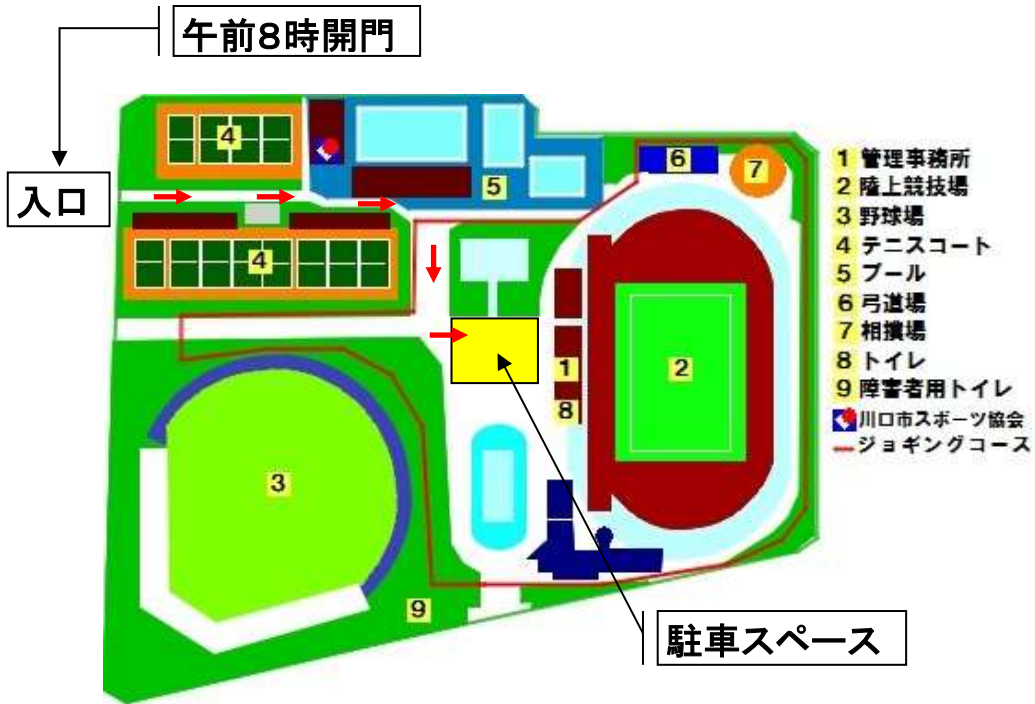 午前8時開門
入口
4
5
6
7
4
1
2
8
3
9
1 管理事務所
2 陸上競技場
3 野球場
4 テニスコート
5 プール
6 弓道場
7 相撲場
8 トイレ
9 障害者用トイレ
川口市スポーツ協会
ジョギングコース
駐車スペース